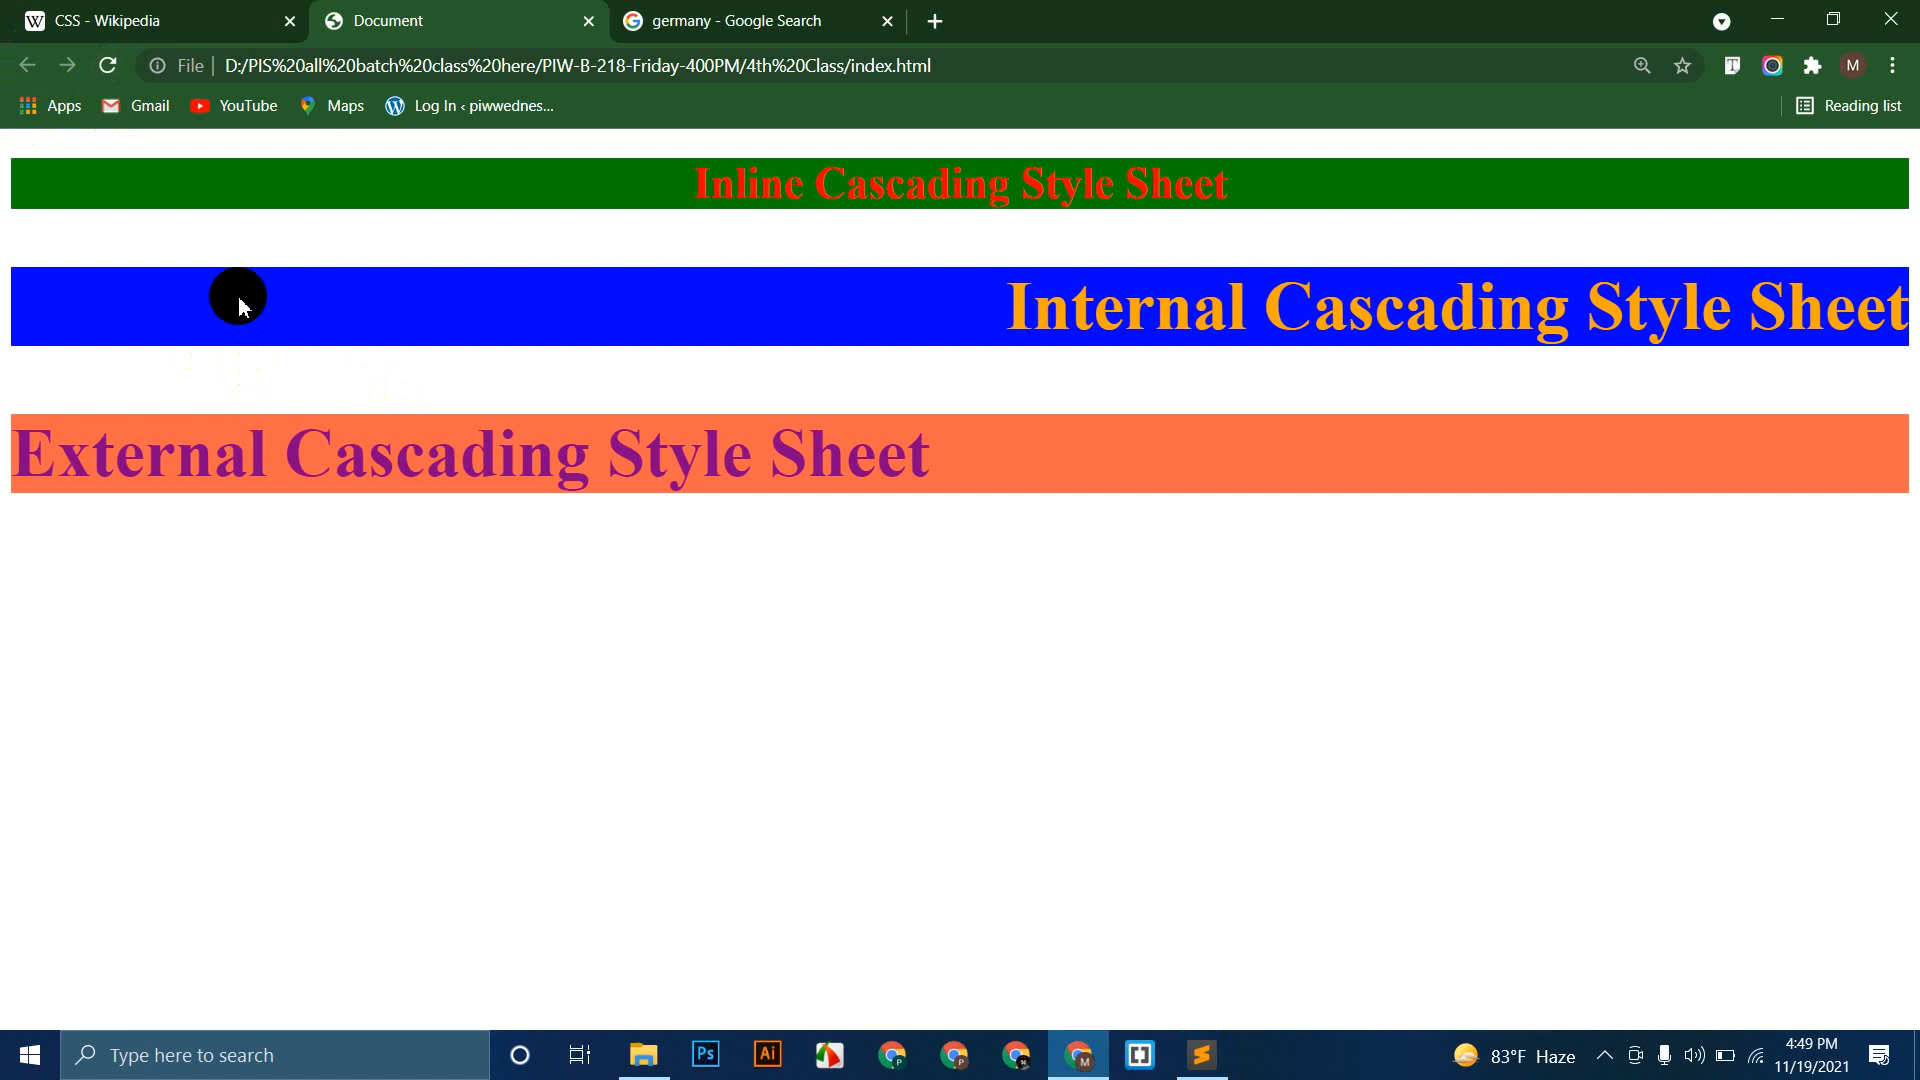 CSS - Wikipedia
Document
germany - Google Search
File
D:/PIS%20all%20batch%20class%20here/PIW-B-218-Friday-400PM/4th%20Class/index.html
M
Apps
Gmail
YouTube
Maps
Log In ‹ piwwednes...
Reading list
Inline Cascading Style Sheet
Internal Cascading Style Sheet
External Cascading Style Sheet
Type here to search
Ps
Ai
83°F Haze
4:49 PM
11/19/2021